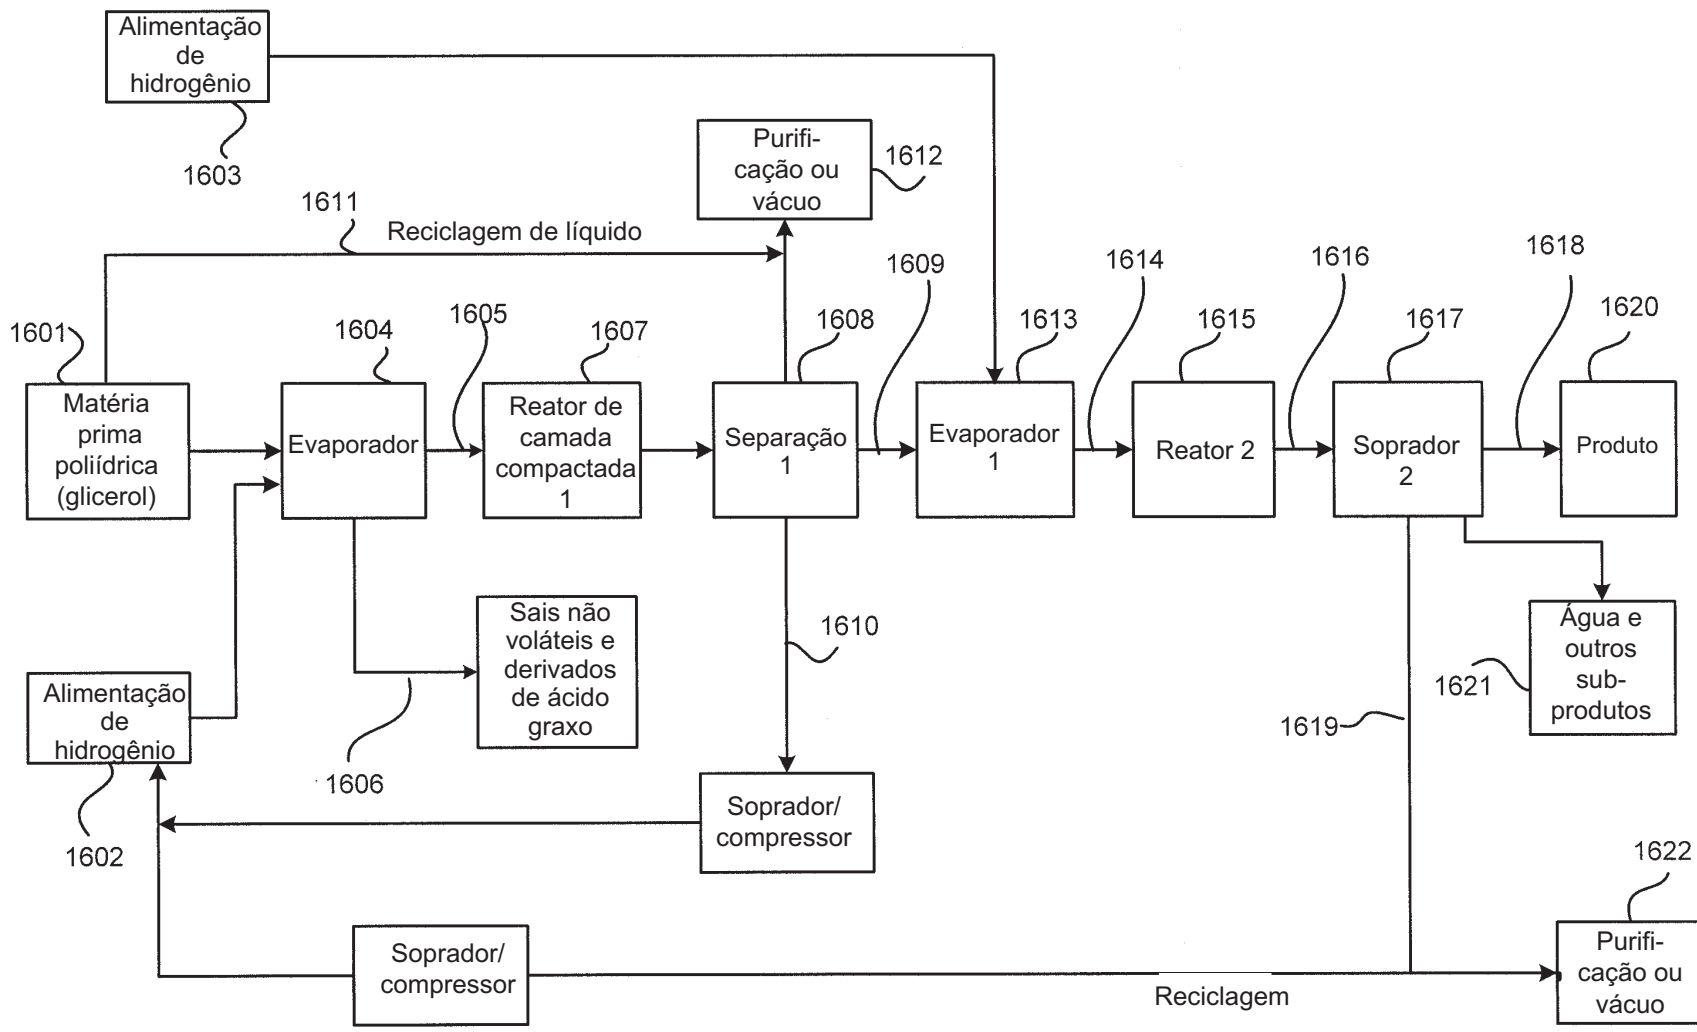 Alimentação
de
hidrogênio
1603
Purifi-
cação ou
vácuo
1612
1611
Reciclagem de líquido
1601
Matéria
prima
poliídrica
(glicerol)
1604
Evaporador
1605
1607
Reator de
camada
compactada
1
1608
Separação
1
1609
1613
Evaporador
1
1614
1615
Reator 2
1616
1617
Soprador
2
1618
1620
Produto
Sais não
voláteis e
derivados
de ácido
graxo
1606
1610
Alimentação
de
hidrogênio
1602
Soprador/
compressor
1619
1621
Água e
outros
sub-
produtos
Soprador/
compressor
Reciclagem
1622
Purifi-
cação ou
vácuo